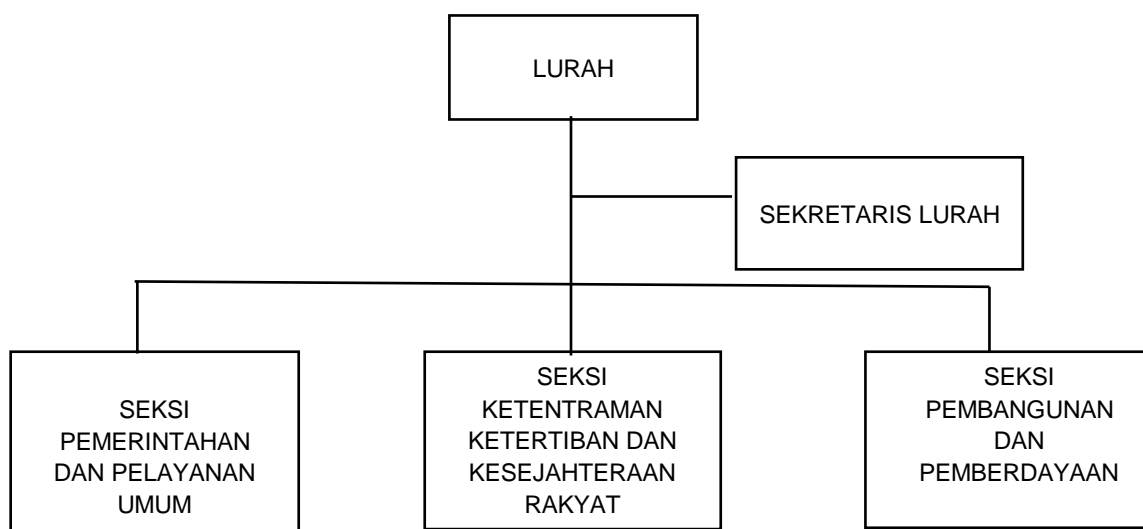 LURAH
SEKRETARIS LURAH
SEKSI
PEMERINTAHAN
DAN PELAYANAN
UMUM
SEKSI
KETENTRAMAN
KETERTIBAN DAN
KESEJAHTERAAN
RAKYAT
SEKSI
PEMBANGUNAN
DAN
PEMBERDAYAAN